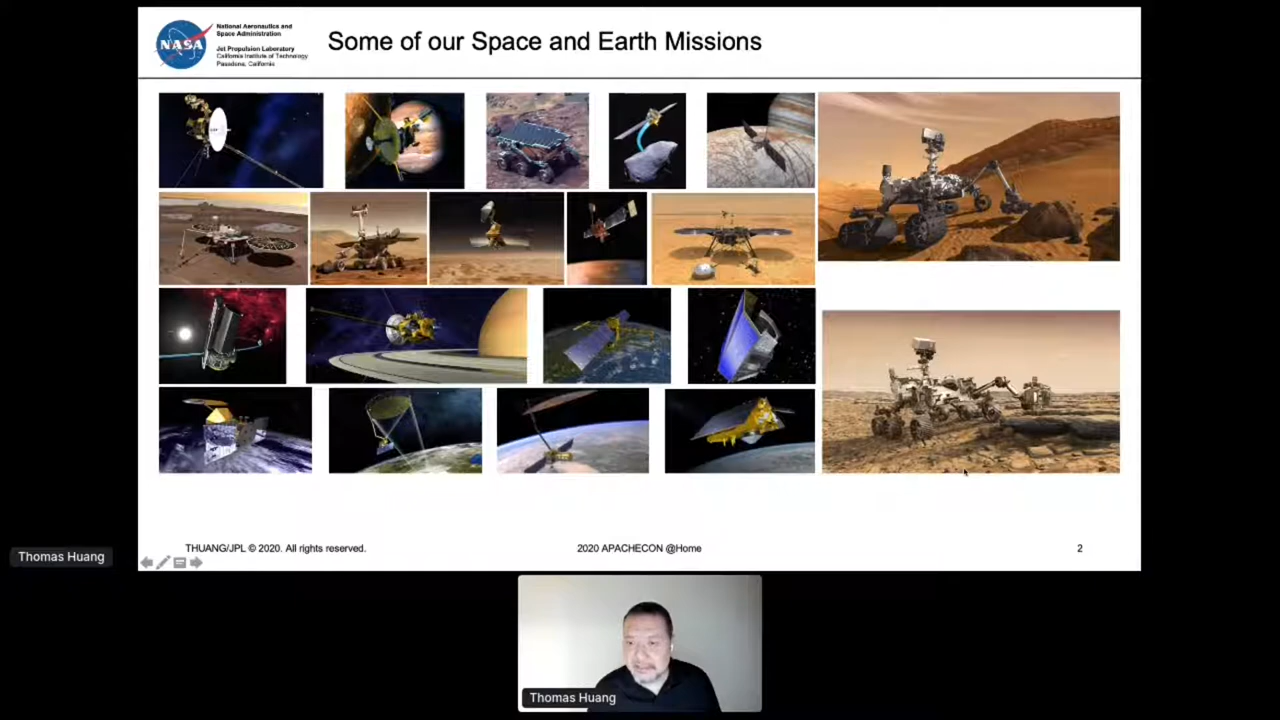 NASA
National Aeronautics and
Space Administration
Jet Propulsion Laboratory
California Institute of Technology
Pasadena, California
Some of our Space and Earth Missions
THUANG/JPL © 2020. All rights reserved.
2020 APACHECON @Home
2
Thomas Huang
Thomas Huang